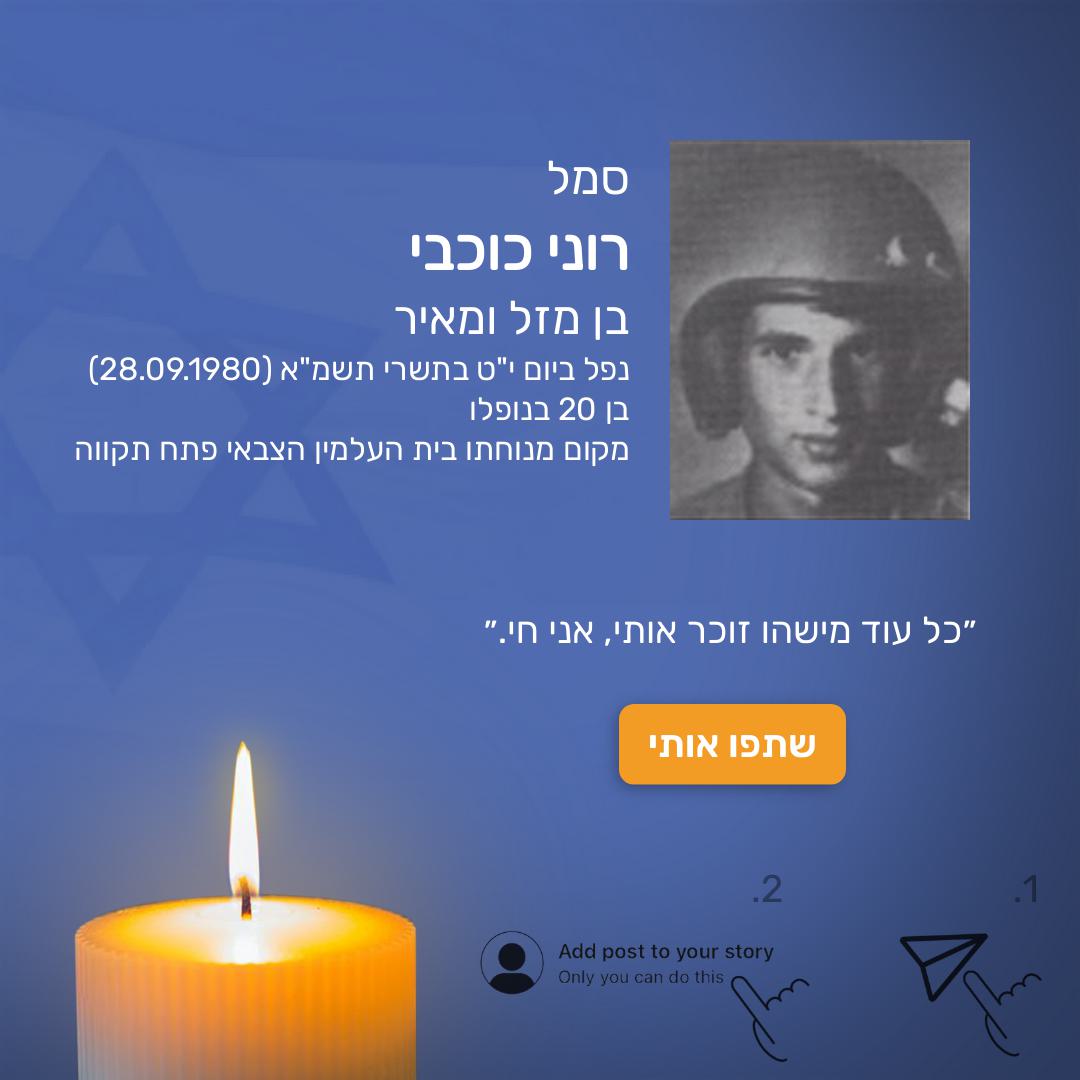 סמל
רוני כוכבי
בן מזל ומאיר
נפל ביום י"ט בתשרי תשמ"א (28.09.1980)
בן 20 בנופלו
מקום מנוחתו בית העלמין הצבאי פתח תקווה
״כל עוד מישהו זוכר אותי, אני חי.״
שתפו אותי
1.
2.
Add post to your story
Only you can do this